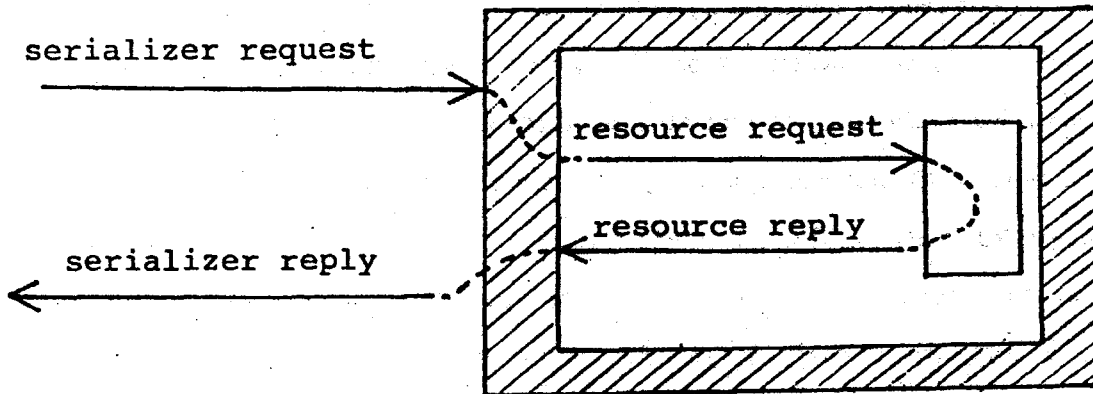 serializer request
resource request
resource reply
serializer reply